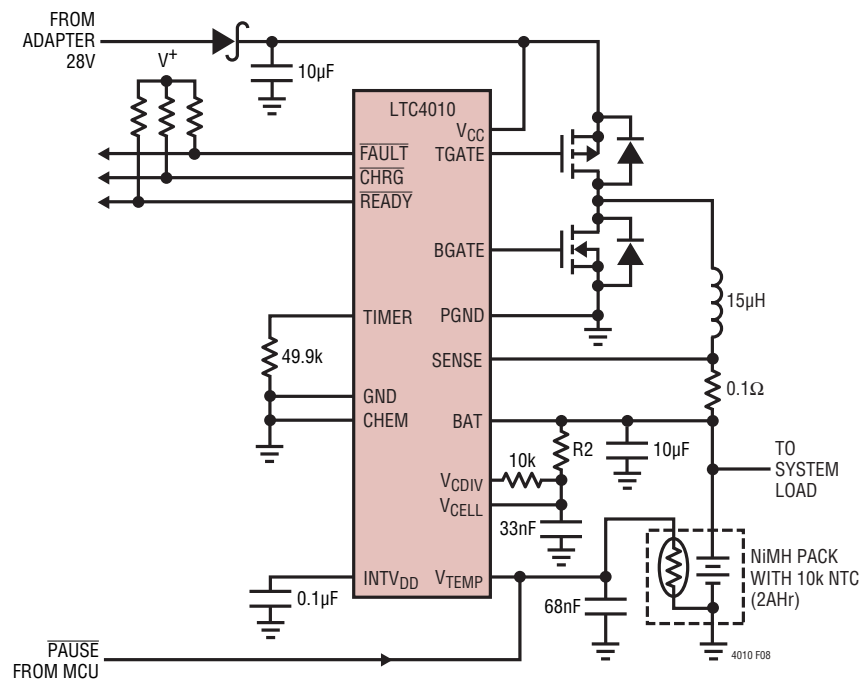 FROM
ADAPTER
28V
V+
10µF
LTC4010
VCC
TGATE
FAULT
CHRG
READY
BGATE
15µH
TIMER
PGND
49.9k
SENSE
0.1Ω
GND
CHEM
BAT
R2
10µF
TO
SYSTEM
LOAD
10k
VCDIV
VCELL
33nF
NiMH PACK
WITH 10k NTC
(2AHr)
INTVDD
VTEMP
0.1µF
68nF
PAUSE
FROM MCU
4010 F08